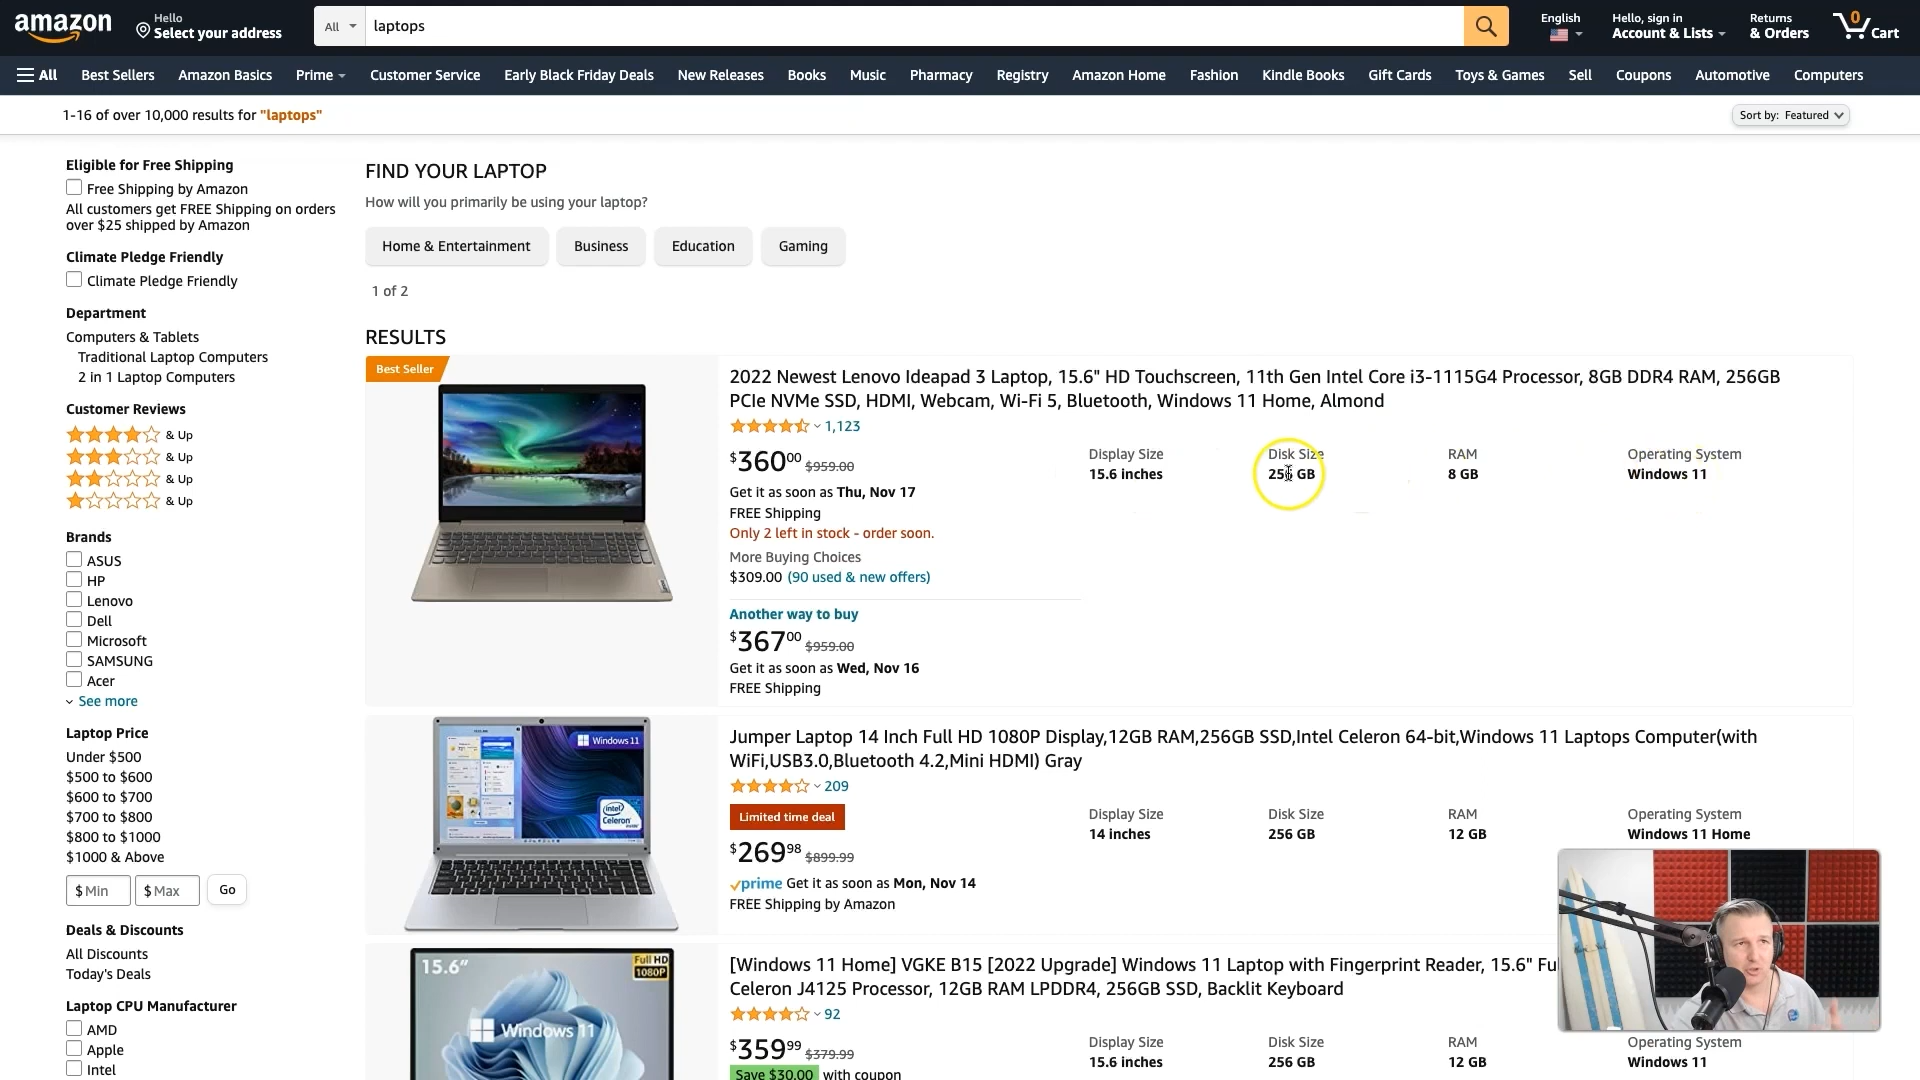 amazon
Hello
Select your address
All
laptops
English
Hello, sign in
Account & Lists
Returns
& Orders
0
Cart
All
Best Sellers
Amazon Basics
Prime
Customer Service
Early Black Friday Deals
New Releases
Books
Music
Pharmacy
Registry
Amazon Home
Fashion
Kindle Books
Gift Cards
Toys & Games
Sell
Coupons
Automotive
Computers
1-16 of over 10,000 results for "laptops"
Sort by: Featured
Eligible for Free Shipping
Free Shipping by Amazon
All customers get FREE Shipping on orders
over $25 shipped by Amazon
Climate Pledge Friendly
Climate Pledge Friendly
Department
Computers & Tablets
Traditional Laptop Computers
2 in 1 Laptop Computers
Customer Reviews
& Up
& Up
& Up
& Up
Brands
ASUS
HP
Lenovo
Dell
Microsoft
SAMSUNG
Acer
See more
Laptop Price
Under $500
$500 to $600
$600 to $700
$700 to $800
$800 to $1000
$1000 & Above
$ Min
$ Max
Go
Deals & Discounts
All Discounts
Today's Deals
Laptop CPU Manufacturer
AMD
Apple
Intel
FIND YOUR LAPTOP
How will you primarily be using your laptop?
Home & Entertainment
Business
Education
Gaming
1 of 2
RESULTS
Best Seller
2022 Newest Lenovo Ideapad 3 Laptop, 15.6" HD Touchscreen, 11th Gen Intel Core i3-1115G4 Processor, 8GB DDR4 RAM, 256GB
PCIe NVMe SSD, HDMI, Webcam, Wi-Fi 5, Bluetooth, Windows 11 Home, Almond
1,123
$360.00 $959.00
Get it as soon as Thu, Nov 17
FREE Shipping
Only 2 left in stock - order soon.
More Buying Choices
$309.00 (90 used & new offers)
Another way to buy
$367.00 $959.00
Get it as soon as Wed, Nov 16
FREE Shipping
Display Size
15.6 inches
Disk Size
256 GB
RAM
8 GB
Operating System
Windows 11
Windows 11
intel
CELERON
Jumper Laptop 14 Inch Full HD 1080P Display,12GB RAM,256GB SSD,Intel Celeron 64-bit,Windows 11 Laptops Computer(with
WiFi,USB3.0,Bluetooth 4.2,Mini HDMI) Gray
209
Limited time deal
$269.98 $899.99
prime Get it as soon as Mon, Nov 14
FREE Shipping by Amazon
Display Size
14 inches
Disk Size
256 GB
RAM
12 GB
Operating System
Windows 11 Home
15.6"
Full HD
1080P
Windows 11
[Windows 11 Home] VGKE B15 [2022 Upgrade] Windows 11 Laptop with Fingerprint Reader, 15.6" Fu
Celeron J4125 Processor, 12GB RAM LPDDR4, 256GB SSD, Backlit Keyboard
92
$359.99 $379.99
Save $30.00 with coupon
Display Size
15.6 inches
Disk Size
256 GB
RAM
12 GB
Operating System
Windows 11